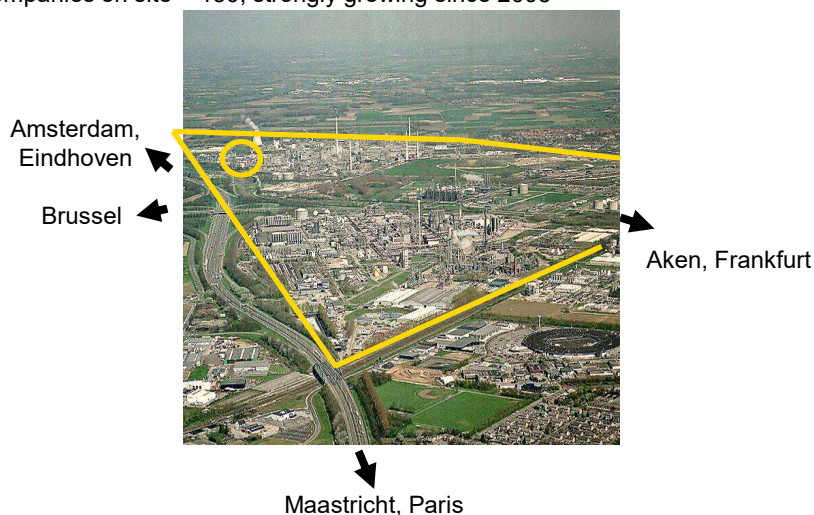 Amsterdam,
Eindhoven
Brussel
Aken, Frankfurt
Maastricht, Paris